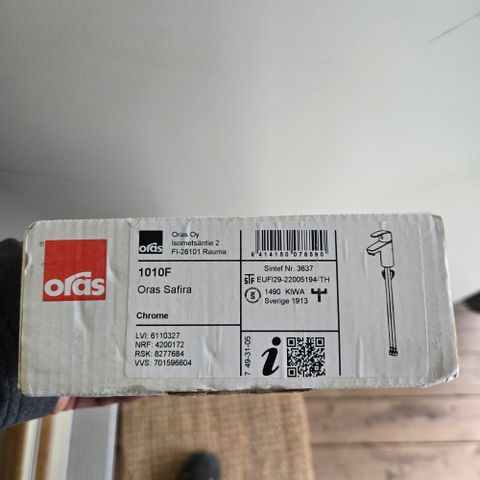 oras
oras
Oras Oy
Isometsäntie 2
FI-26101 Rauma
1010F
Oras Safira
Chrome
LVI: 6110327
NRF: 4200172
RSK: 8277684
VVS: 701596604
6414150078590
Sintef Nr. 3637
EUFI29-22005194-TH
1490 KIWA
Sverige 1913
7 49-31-05